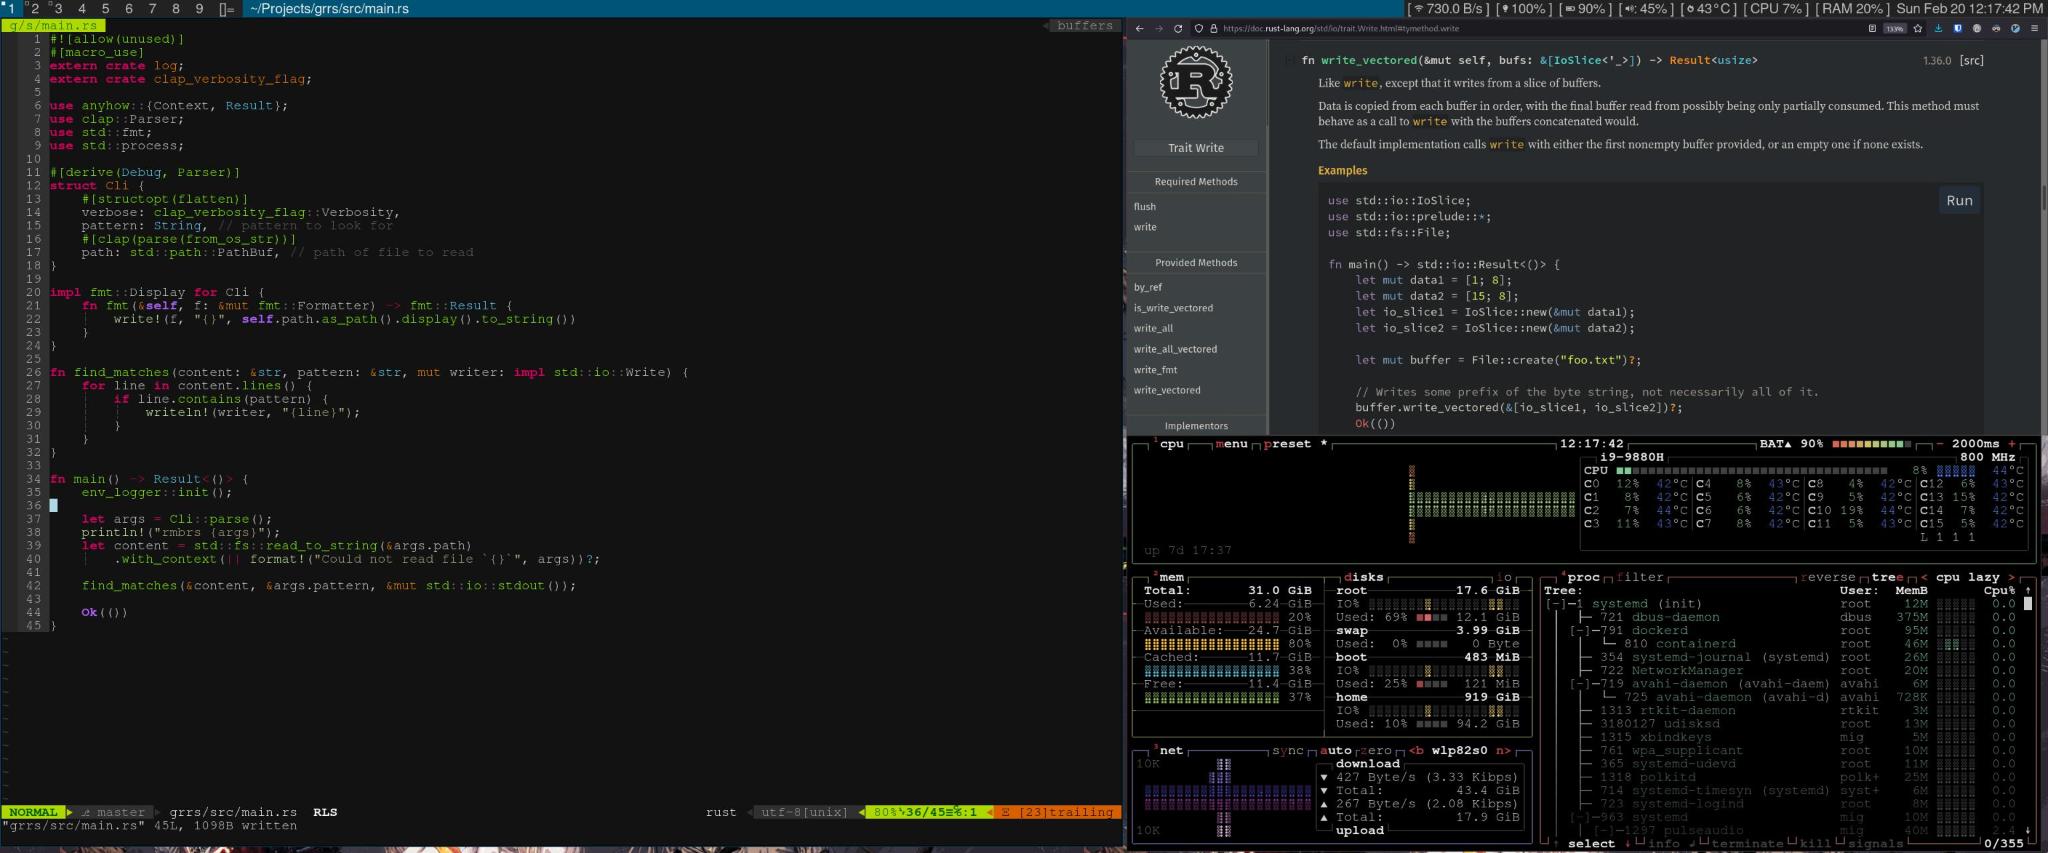 1 2 3 4 5 6 7 8 9 []= ~/Projects/grrs/src/main.rs
[ 730.0 B/s] [ 100%] [ 90%] [ 45%] [ 43°C] [CPU 7%] [RAM 20%] Sun Feb 20 12:17:42 PM
g/s/main.rs buffers
1 #![allow(unused)]
2 #[macro_use]
3 extern crate log;
4 extern crate clap_verbosity_flag;
5
6 use anyhow::{Context, Result};
7 use clap::Parser;
8 use std::fmt;
9 use std::process;
10
11 #[derive(Debug, Parser)]
12 struct Cli {
13 #[structopt(flatten)]
14 verbose: clap_verbosity_flag::Verbosity,
15 pattern: String, // pattern to look for
16 #[clap(parse(from_os_str))]
17 path: std::path::PathBuf, // path of file to read
18 }
19
20 impl fmt::Display for Cli {
21 fn fmt(&self, f: &mut fmt::Formatter) -> fmt::Result {
22 write!(f, "{}", self.path.as_path().display().to_string())
23 }
24 }
25
26 fn find_matches(content: &str, pattern: &str, mut writer: impl std::io::Write) {
27 for line in content.lines() {
28 if line.contains(pattern) {
29 writeln!(writer, "{line}");
30 }
31 }
32 }
33
34 fn main() -> Result<()> {
35 env_logger::init();
36
37 let args = Cli::parse();
38 println!("rmbrs {args}");
39 let content = std::fs::read_to_string(&args.path)
40 .with_context(|| format!("Could not read file `{}`", args))?;
41
42 find_matches(&content, &args.pattern, &mut std::io::stdout());
43
44 Ok(())
45 }
NORMAL master grrs/src/main.rs RLS rust utf-8[unix] 80% 36/45 :1 [23]trailing
"grrs/src/main.rs" 45L, 1098B written
https://doc.rust-lang.org/std/io/trait.Write.html#tymethod.write 133%
Trait Write
Required Methods
flush
write
Provided Methods
by_ref
is_write_vectored
write_all
write_all_vectored
write_fmt
write_vectored
Implementors
fn write_vectored(&mut self, bufs: &[IoSlice<'_>]) -> Result<usize> 1.36.0 [src]
Like write, except that it writes from a slice of buffers.
Data is copied from each buffer in order, with the final buffer read from possibly being only partially consumed. This method must
behave as a call to write with the buffers concatenated would.
The default implementation calls write with either the first nonempty buffer provided, or an empty one if none exists.
Examples
Run
use std::io::IoSlice;
use std::io::prelude::*;
use std::fs::File;
fn main() -> std::io::Result<()> {
let mut data1 = [1; 8];
let mut data2 = [15; 8];
let io_slice1 = IoSlice::new(&mut data1);
let io_slice2 = IoSlice::new(&mut data2);
let mut buffer = File::create("foo.txt")?;
// Writes some prefix of the byte string, not necessarily all of it.
buffer.write_vectored(&[io_slice1, io_slice2])?;
Ok(())
1 cpu menu preset * 12:17:42 BAT▲ 90% - 2000ms +
i9-9880H 800 MHz
CPU 8% 44°C
C0 12% 42°C C4 8% 43°C C8 4% 42°C C12 6% 43°C
C1 8% 42°C C5 6% 42°C C9 5% 42°C C13 15% 42°C
C2 7% 44°C C6 6% 42°C C10 19% 44°C C14 7% 42°C
C3 11% 43°C C7 8% 42°C C11 5% 43°C C15 5% 42°C
L 1 1 1
up 7d 17:37
2 mem
Total: 31.0 GiB
Used: 6.24 GiB
20%
Available: 24.7 GiB
80%
Cached: 11.7 GiB
38%
Free: 11.4 GiB
37%
disks io
root 17.6 GiB
IO%
Used: 69% 12.1 GiB
swap 3.99 GiB
Used: 0% 0 Byte
boot 483 MiB
IO%
Used: 25% 121 MiB
home 919 GiB
IO%
Used: 10% 94.2 GiB
3 net sync auto zero <b wlp82s0 n>
10K
10K
download
▼ 427 Byte/s (3.33 Kibps)
▼ Total: 43.4 GiB
▲ 267 Byte/s (2.08 Kibps)
▲ Total: 17.9 GiB
upload
4 proc filter reverse tree < cpu lazy >
Tree: User: MemB Cpu% ↑
[-]-1 systemd (init) root 12M 0.0
721 dbus-daemon dbus 375M 0.0
[-]-791 dockerd root 95M 0.0
810 containerd root 46M 0.0
354 systemd-journal (systemd) root 26M 0.0
722 NetworkManager root 20M 0.0
[-]-719 avahi-daemon (avahi-daem) avahi 6M 0.0
725 avahi-daemon (avahi-d) avahi 728K 0.0
1313 rtkit-daemon rtkit 3M 0.0
3180127 udisksd root 13M 0.0
1315 xbindkeys mig 5M 0.0
761 wpa_supplicant root 10M 0.0
365 systemd-udevd root 10M 0.0
1318 polkitd polk+ 25M 0.0
714 systemd-timesyn (systemd) syst+ 6M 0.0
723 systemd-logind root 8M 0.0
[-]-963 systemd mig 10M 0.0
[-]-1297 pulseaudio mig 40M 2.4 ↓
↑ select ↓ info ↲ terminate kill signals 0/355